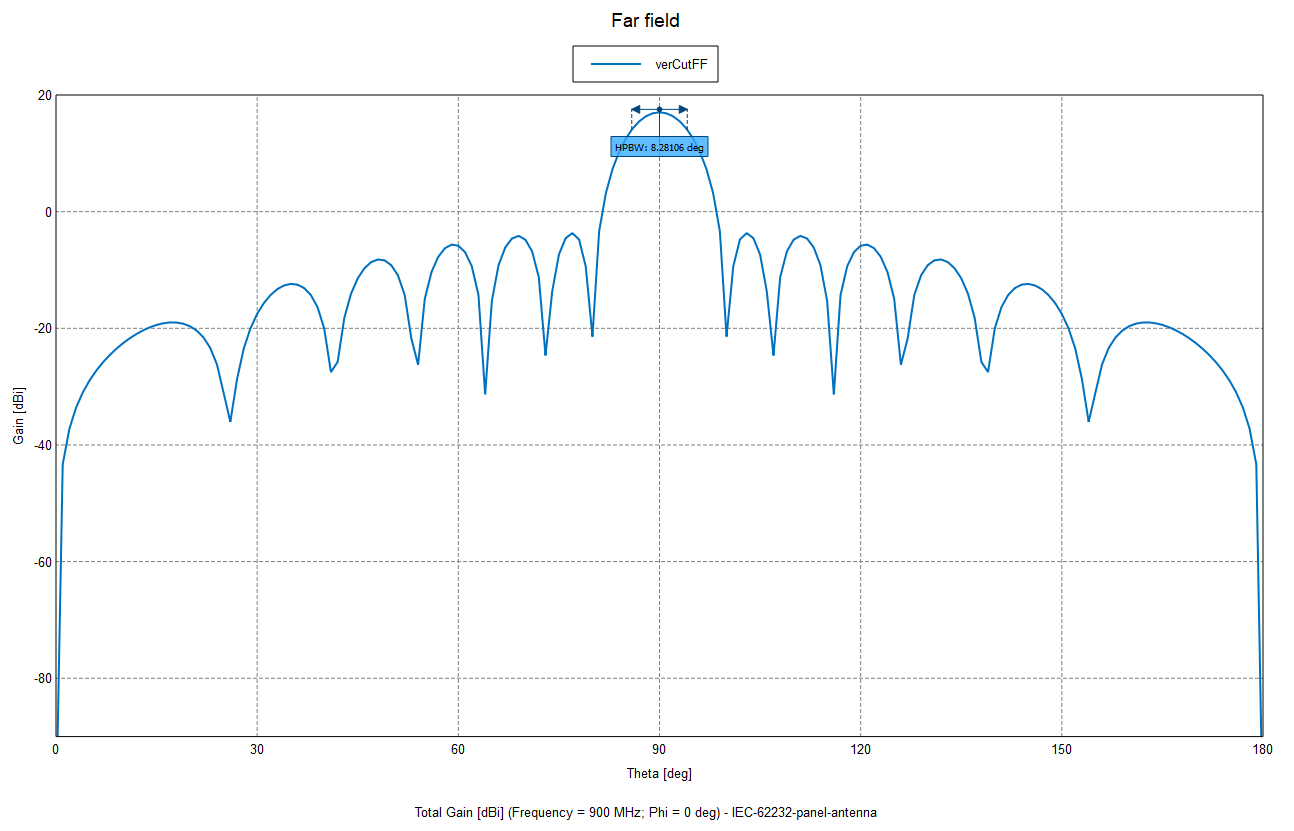 Far field
verCutFF
20
HPBW: 8.28106 deg
0
-20
-40
-60
-80
Gain [dBi]
0 30 60 90 120 150 180
Theta [deg]
Total Gain [dBi] (Frequency = 900 MHz; Phi = 0 deg) - IEC-62232-panel-antenna